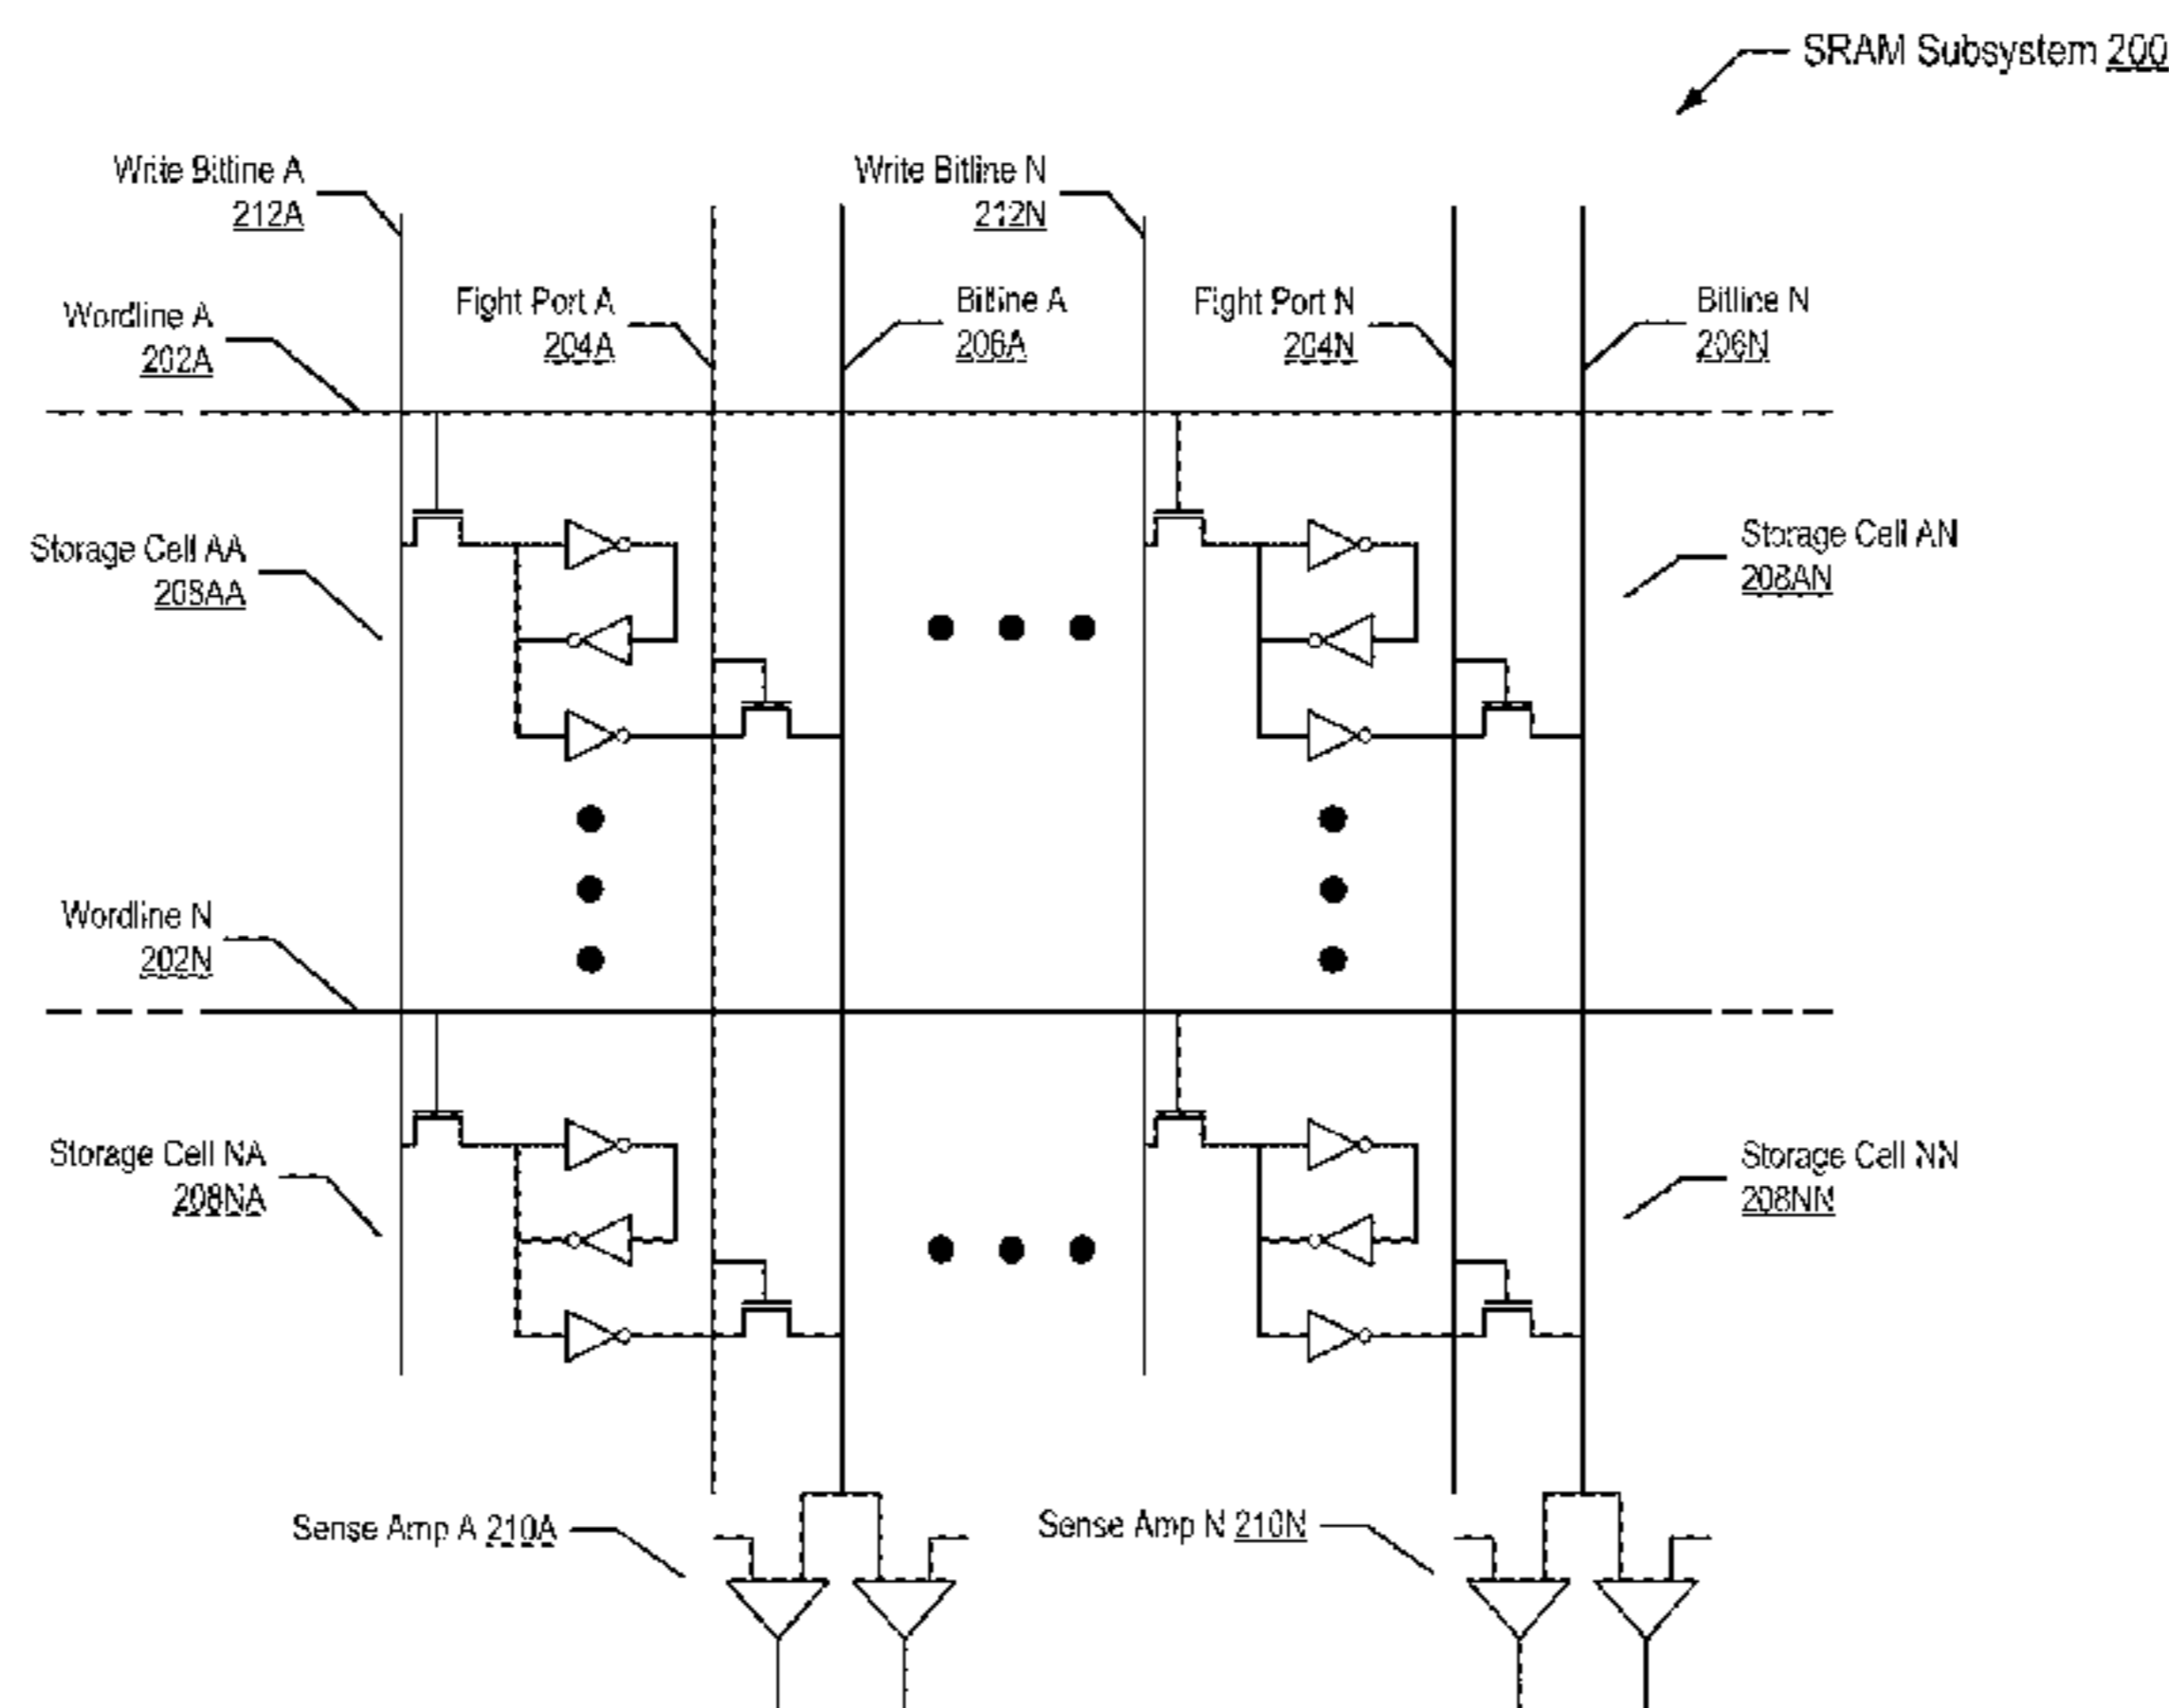 SRAM Subsystem 200
Write Bitline A
212A
Write Bitline N
212N
Wordline A
202A
Fight Port A
204A
Bitline A
206A
Fight Port N
204N
Bitline N
206N
Storage Cell AA
208AA
Storage Cell AN
208AN
Wordline N
202N
Storage Cell NA
208NA
Storage Cell NN
208NN
Sense Amp A 210A
Sense Amp N 210N